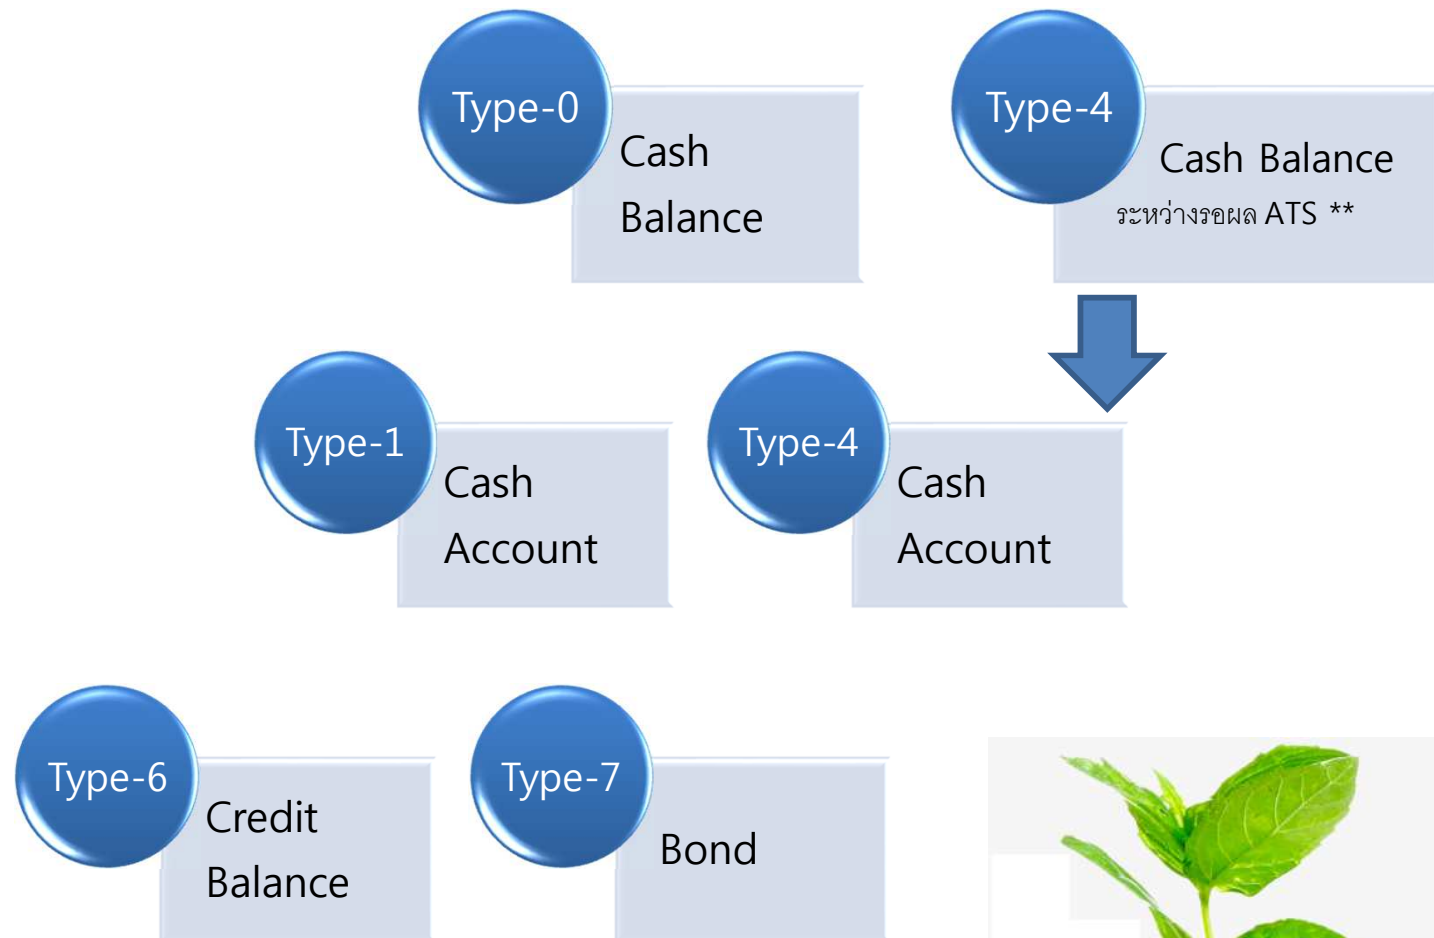 Type-0
Cash
Balance
Type-4
Cash Balance
ระหว่างรอผล ATS **
Type-1
Cash
Account
Type-4
Cash
Account
Type-6
Credit
Balance
Type-7
Bond